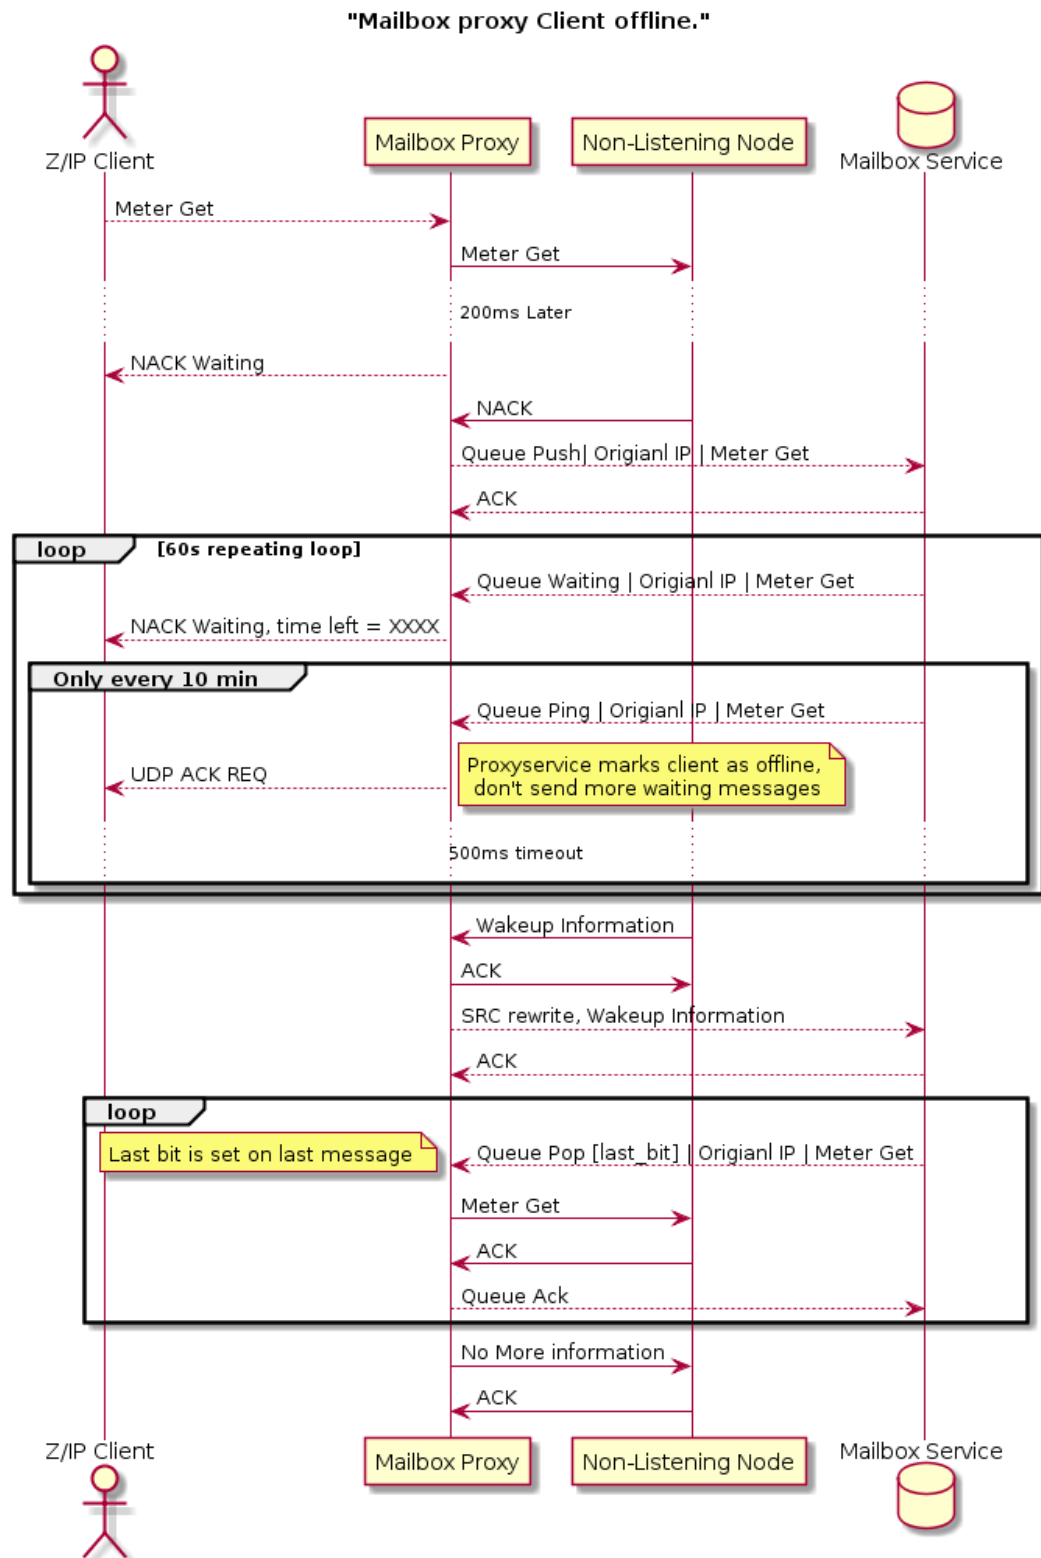 "Mailbox proxy Client offline."
Z/IP Client
Mailbox Proxy
Non-Listening Node
Mailbox Service
Meter Get
Meter Get
200ms Later
NACK Waiting
NACK
Queue Push| Origianl IP | Meter Get
ACK
loop [60s repeating loop]
Queue Waiting | Origianl IP | Meter Get
NACK Waiting, time left = XXXX
Only every 10 min
Queue Ping | Origianl IP | Meter Get
UDP ACK REQ
Proxyservice marks client as offline,
don't send more waiting messages
500ms timeout
Wakeup Information
ACK
SRC rewrite, Wakeup Information
ACK
loop
Last bit is set on last message
Queue Pop [last_bit] | Origianl IP | Meter Get
Meter Get
ACK
Queue Ack
No More information
ACK
Z/IP Client
Mailbox Proxy
Non-Listening Node
Mailbox Service